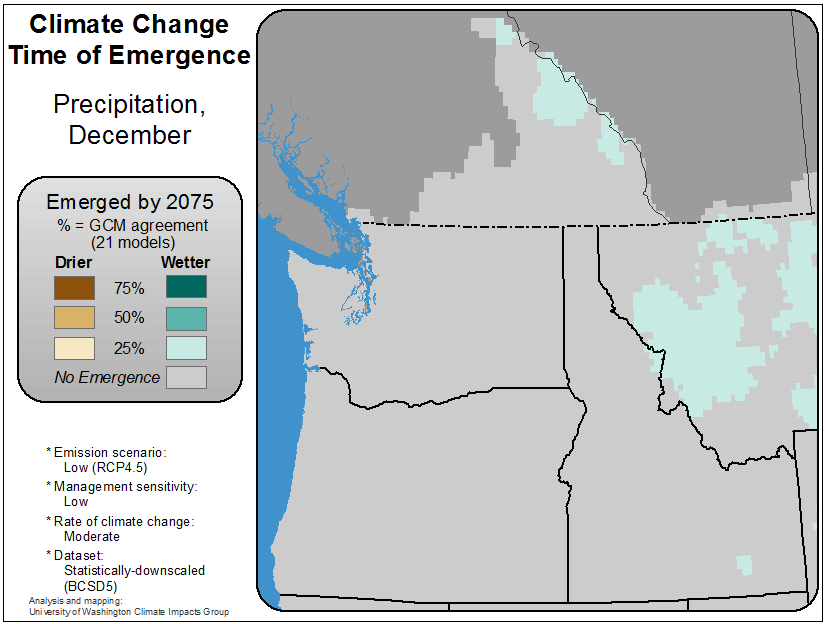 Climate Change
Time of Emergence
Precipitation,
December
Emerged by 2075
% = GCM agreement
(21 models)
Drier Wetter
75%
50%
25%
No Emergence
* Emission scenario:
Low (RCP4.5)
* Management sensitivity:
Low
* Rate of climate change:
Moderate
* Dataset:
Statistically-downscaled
(BCSD5)
Analysis and mapping:
University of Washington Climate Impacts Group